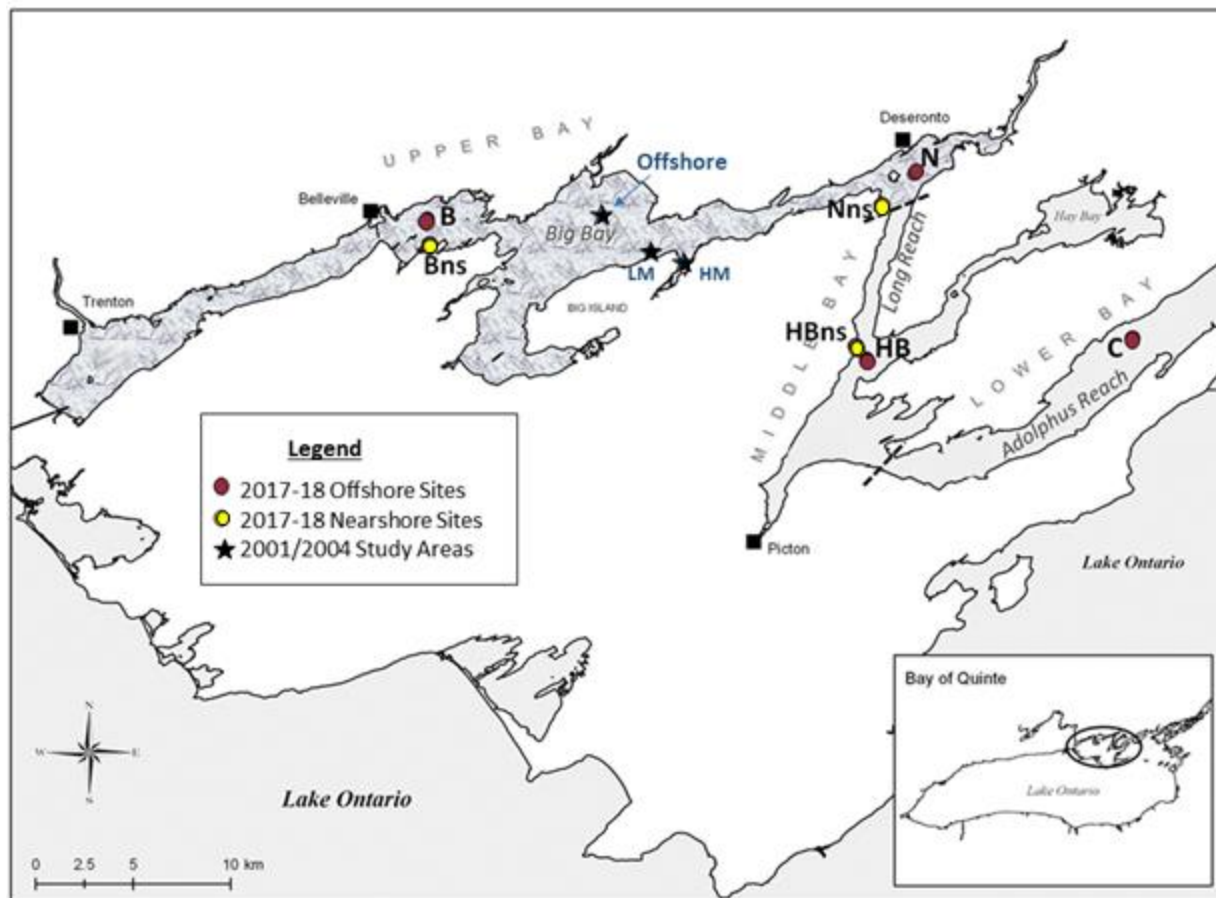 UPPER BAY
Deseronto
N
Offshore
Belleville
B
Nns
Hay Bay
Big Bay
Bns
LM
HM
Long Reach
Trenton
BIG ISLAND
MIDDLE BAY
HBns
HB
LOWER BAY
C
Adolphus Reach
Legend
2017-18 Offshore Sites
2017-18 Nearshore Sites
2001/2004 Study Areas
Picton
Lake Ontario
Bay of Quinte
N
W
E
S
Lake Ontario
Lake Ontario
0 2.5 5 10 km